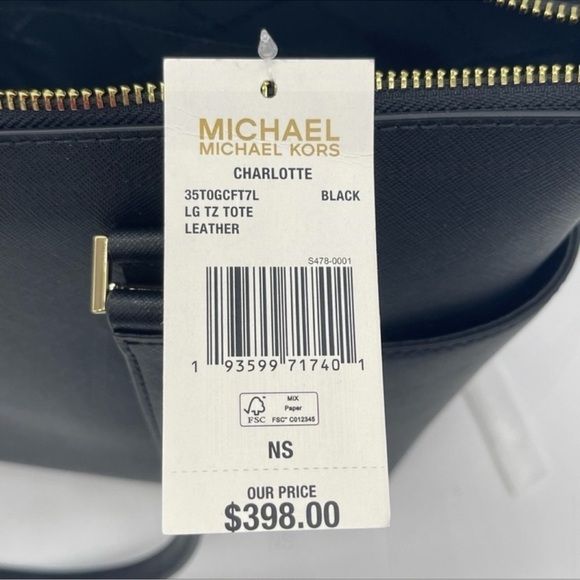 MICHAEL
MICHAEL KORS
CHARLOTTE
35T0GCFT7L BLACK
LG TZ TOTE
LEATHER
S478-0001
1 93599 71740 1
FSC
MIX
Paper
FSC® C012345
NS
OUR PRICE
$398.00